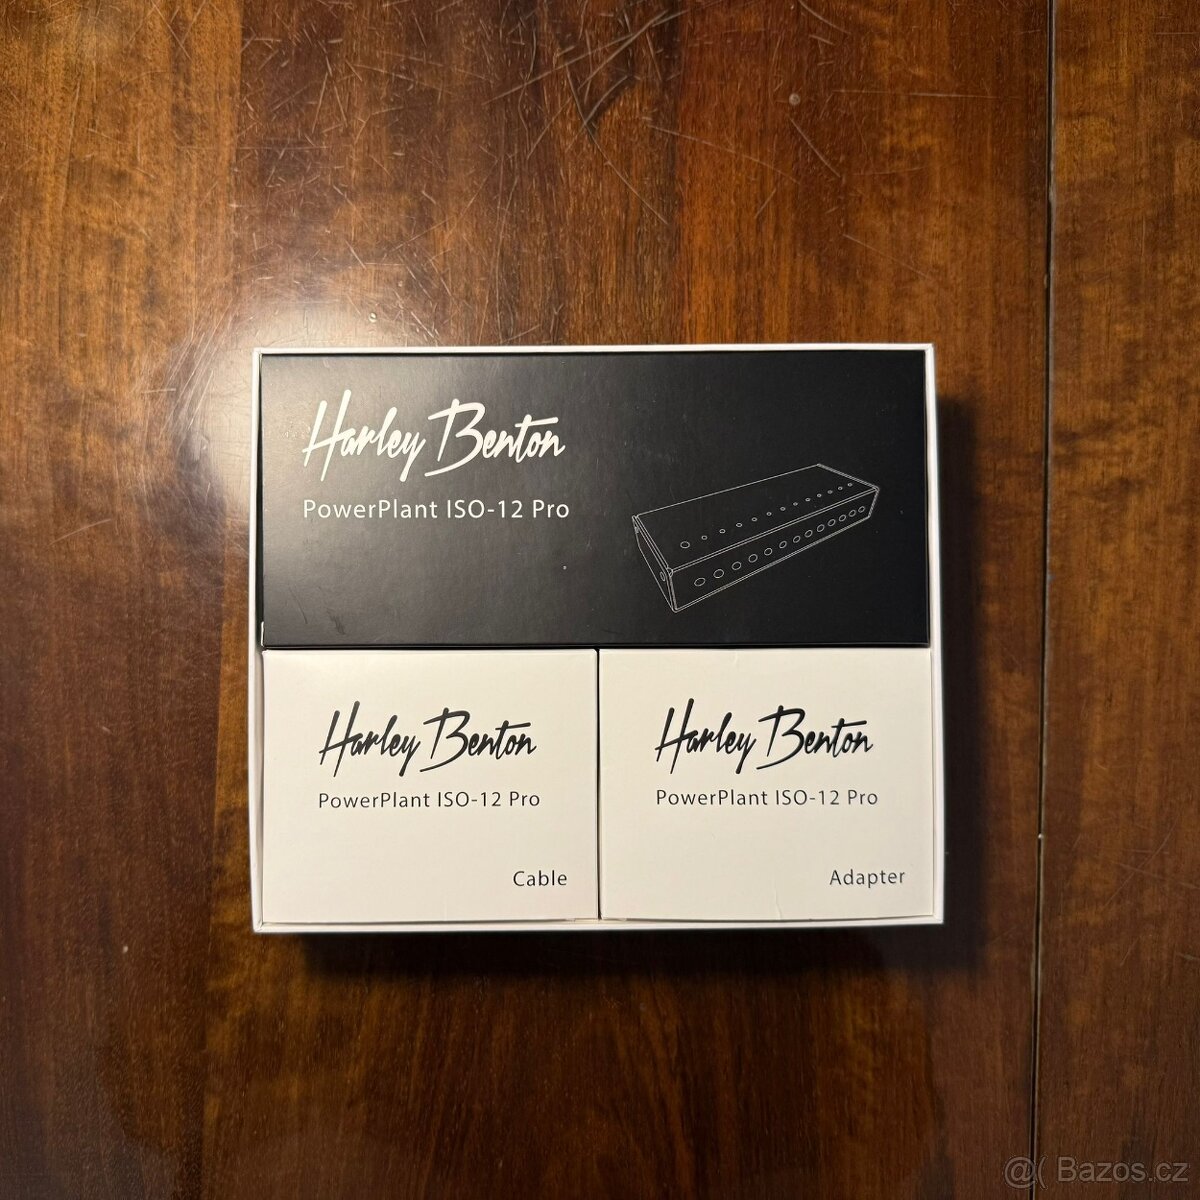 Harley Benton
PowerPlant ISO-12 Pro
Harley Benton
PowerPlant ISO-12 Pro
Cable
Harley Benton
PowerPlant ISO-12 Pro
Adapter
@( Bazos.cz